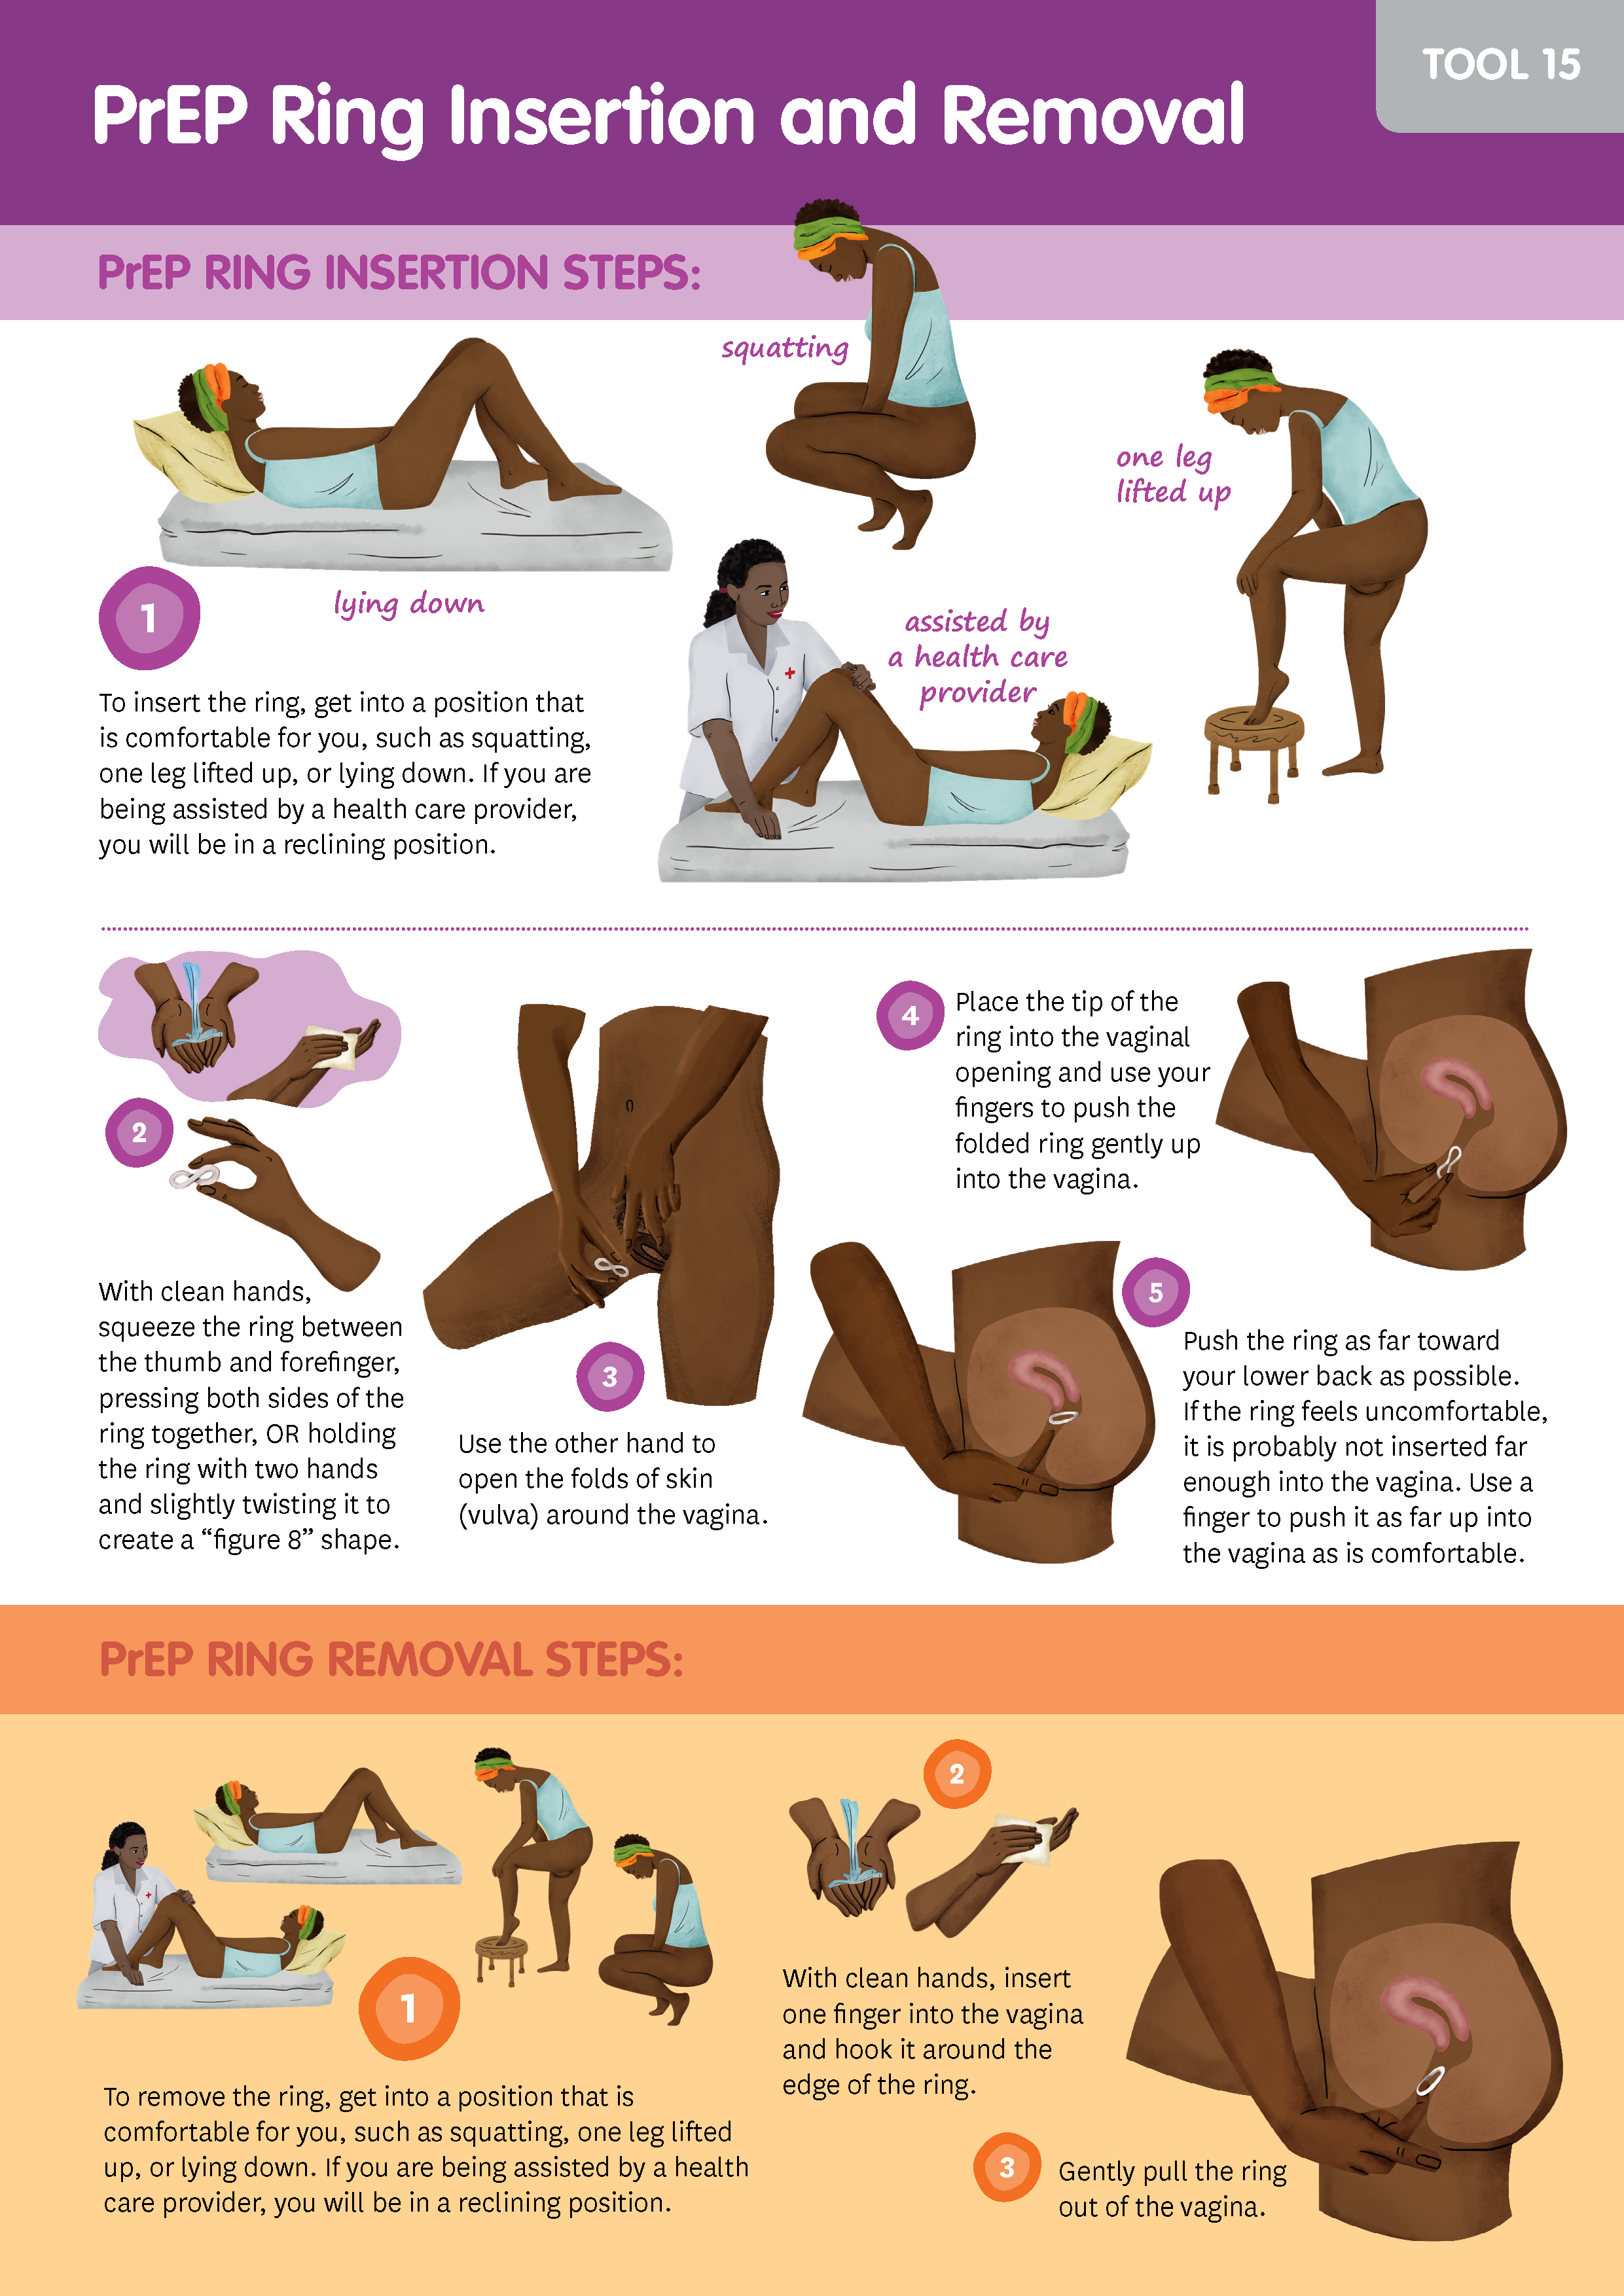 TOOL 15
PrEP Ring Insertion and Removal
PrEP RING INSERTION STEPS:
squatting
one leg
lifted up
lying down
assisted by
a health care
provider
1
To insert the ring, get into a position that
is comfortable for you, such as squatting,
one leg lifted up, or lying down. If you are
being assisted by a health care provider,
you will be in a reclining position.
2
With clean hands,
squeeze the ring between
the thumb and forefinger,
pressing both sides of the
ring together, OR holding
the ring with two hands
and slightly twisting it to
create a “figure 8” shape.
3
Use the other hand to
open the folds of skin
(vulva) around the vagina.
4
Place the tip of the
ring into the vaginal
opening and use your
fingers to push the
folded ring gently up
into the vagina.
5
Push the ring as far toward
your lower back as possible.
If the ring feels uncomfortable,
it is probably not inserted far
enough into the vagina. Use a
finger to push it as far up into
the vagina as is comfortable.
PrEP RING REMOVAL STEPS:
1
To remove the ring, get into a position that is
comfortable for you, such as squatting, one leg lifted
up, or lying down. If you are being assisted by a health
care provider, you will be in a reclining position.
2
With clean hands, insert
one finger into the vagina
and hook it around the
edge of the ring.
3
Gently pull the ring
out of the vagina.